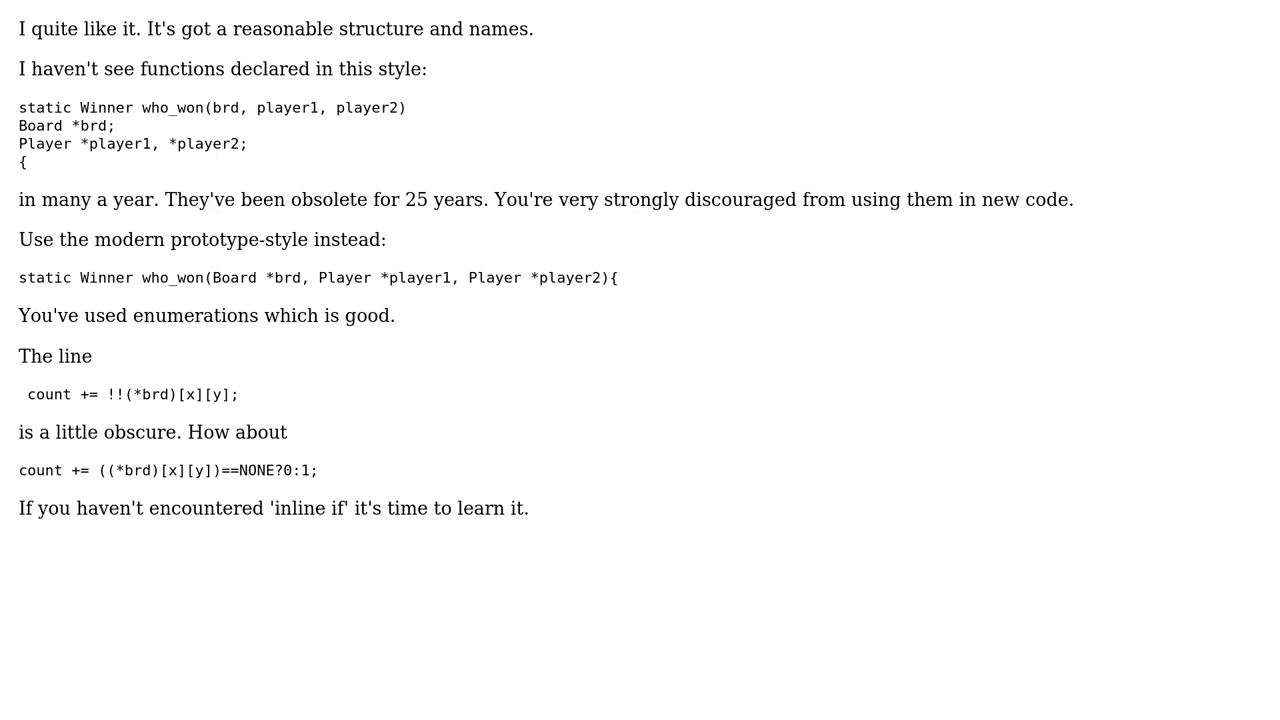 I quite like it. It's got a reasonable structure and names.
I haven't see functions declared in this style:
static Winner who_won(brd, player1, player2)
Board *brd;
Player *player1, *player2;
{
in many a year. They've been obsolete for 25 years. You're very strongly discouraged from using them in new code.
Use the modern prototype-style instead:
static Winner who_won(Board *brd, Player *player1, Player *player2){
You've used enumerations which is good.
The line
count += !!(*brd)[x][y];
is a little obscure. How about
count += ((*brd)[x][y])==NONE?0:1;
If you haven't encountered 'inline if' it's time to learn it.